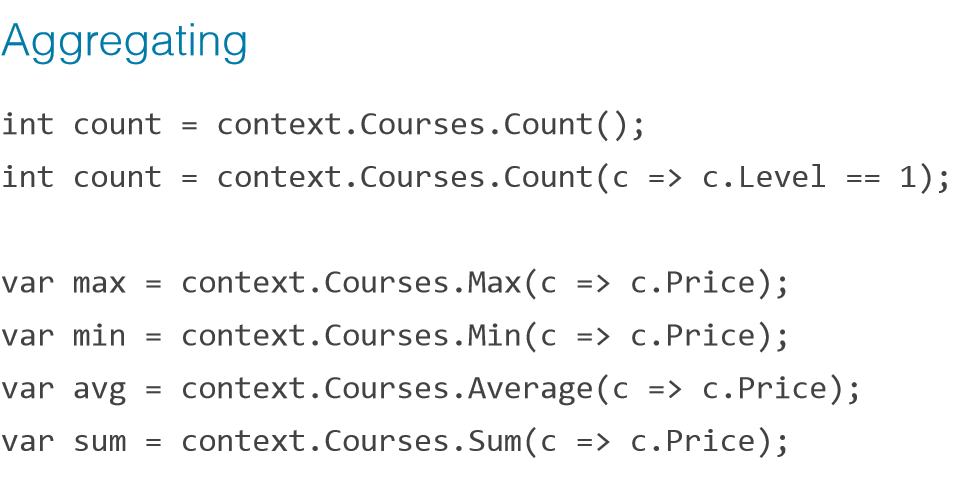 Aggregating
int count = context.Courses.Count();
int count = context.Courses.Count(c => c.Level == 1);
var max = context.Courses.Max(c => c.Price);
var min = context.Courses.Min(c => c.Price);
var avg = context.Courses.Average(c => c.Price);
var sum = context.Courses.Sum(c => c.Price);